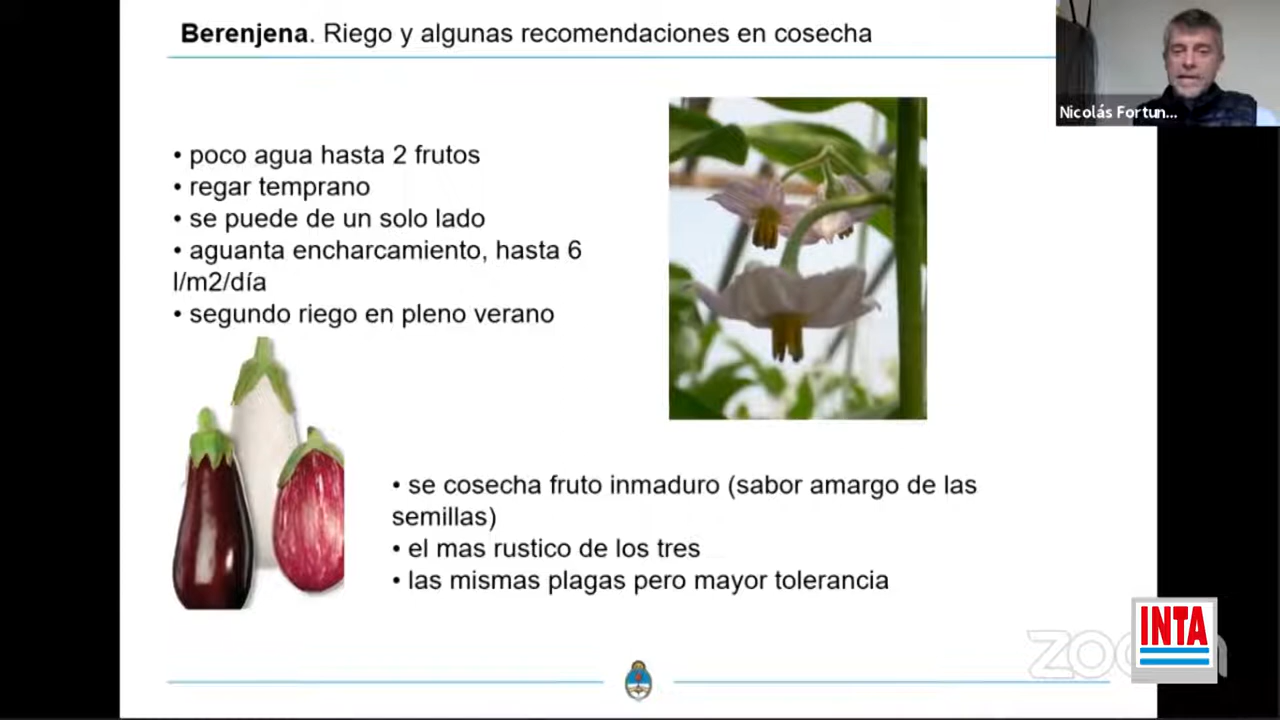 Berenjena. Riego y algunas recomendaciones en cosecha
Nicolás Fortun...
• poco agua hasta 2 frutos
• regar temprano
• se puede de un solo lado
• aguanta encharcamiento, hasta 6
l/m2/día
• segundo riego en pleno verano
• se cosecha fruto inmaduro (sabor amargo de las
semillas)
• el mas rustico de los tres
• las mismas plagas pero mayor tolerancia
INTA
zoom